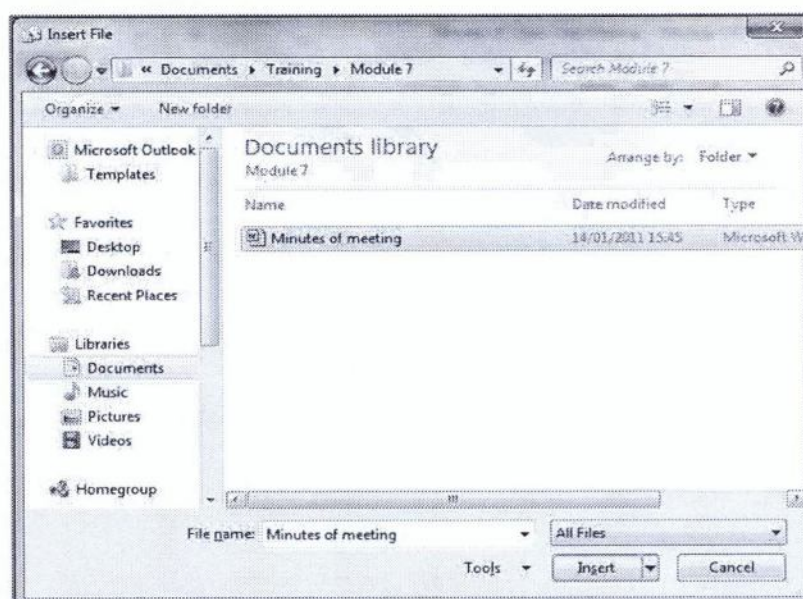 Insert File
« Documents ▸ Training ▸ Module 7
Search Module 7
Organize
New folder
Microsoft Outlook
Templates
Favorites
Desktop
Downloads
Recent Places
Libraries
Documents
Music
Pictures
Videos
Homegroup
Documents library
Module 7
Arrange by: Folder
Name Date modified Type
Minutes of meeting 14/01/2011 15:45 Microsoft W
File name: Minutes of meeting
All Files
Tools Insert Cancel